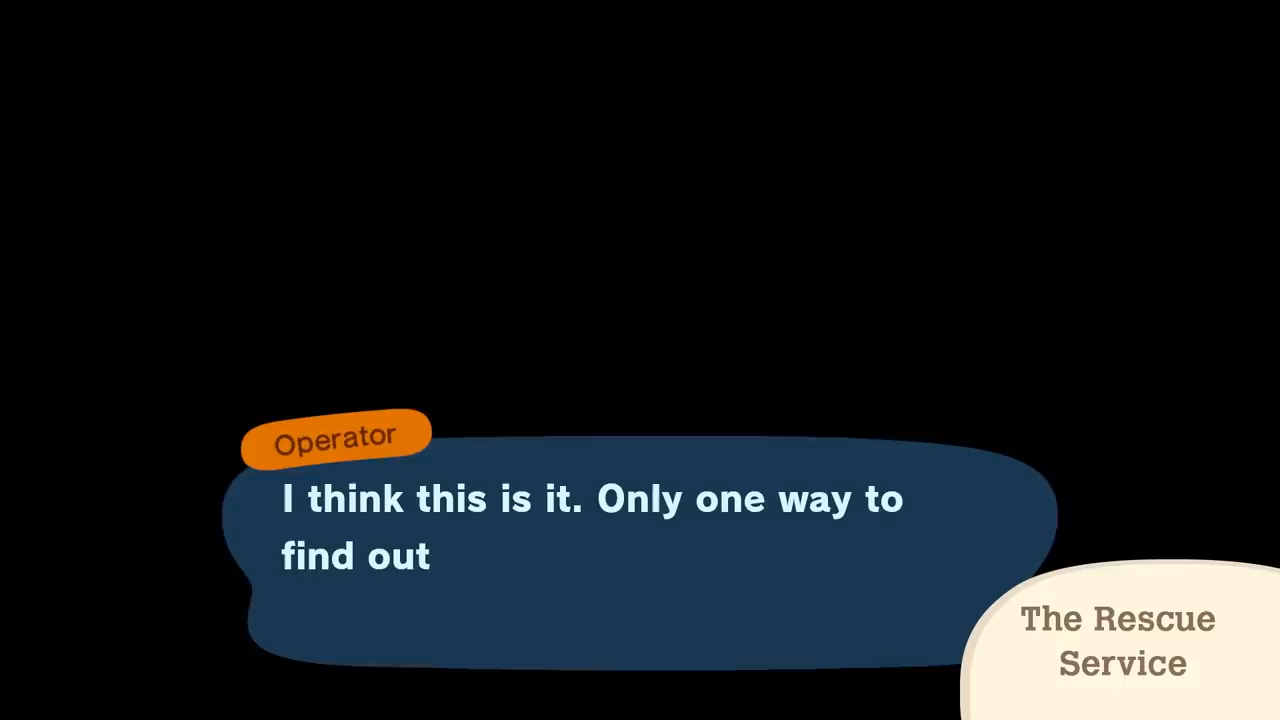 Operator
I think this is it. Only one way to
find out
The Rescue
Service